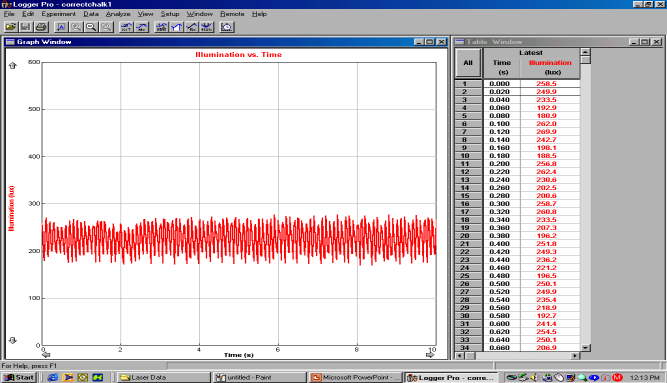 Logger Pro - correctchalk1
File Edit Experiment Data Analyze View Setup Window Remote Help
Graph Window
Illumination vs. Time
600
400
300
200
100
0
0 2 4 6 8 10
Illumination (lux)
Time (s)
Table Window
Latest
All Time Illumination
(s) (lux)
1 0.000 258.5
2 0.020 249.9
3 0.040 233.5
4 0.060 192.9
5 0.080 180.9
6 0.100 262.0
7 0.120 269.9
8 0.140 242.7
9 0.160 198.1
10 0.180 188.5
11 0.200 256.8
12 0.220 262.4
13 0.240 230.6
14 0.260 202.5
15 0.280 208.6
16 0.300 258.7
17 0.320 260.8
18 0.340 233.5
19 0.360 207.3
20 0.380 196.2
21 0.400 251.8
22 0.420 249.3
23 0.440 236.2
24 0.460 221.2
25 0.480 196.5
26 0.500 250.1
27 0.520 249.9
28 0.540 235.4
29 0.560 218.9
30 0.580 192.7
31 0.600 241.4
32 0.620 254.5
33 0.640 250.1
34 0.660 206.9
For Help, press F1
Start Laser Data untitled - Paint Microsoft PowerPoint - ... Logger Pro - corre... 12:13 PM